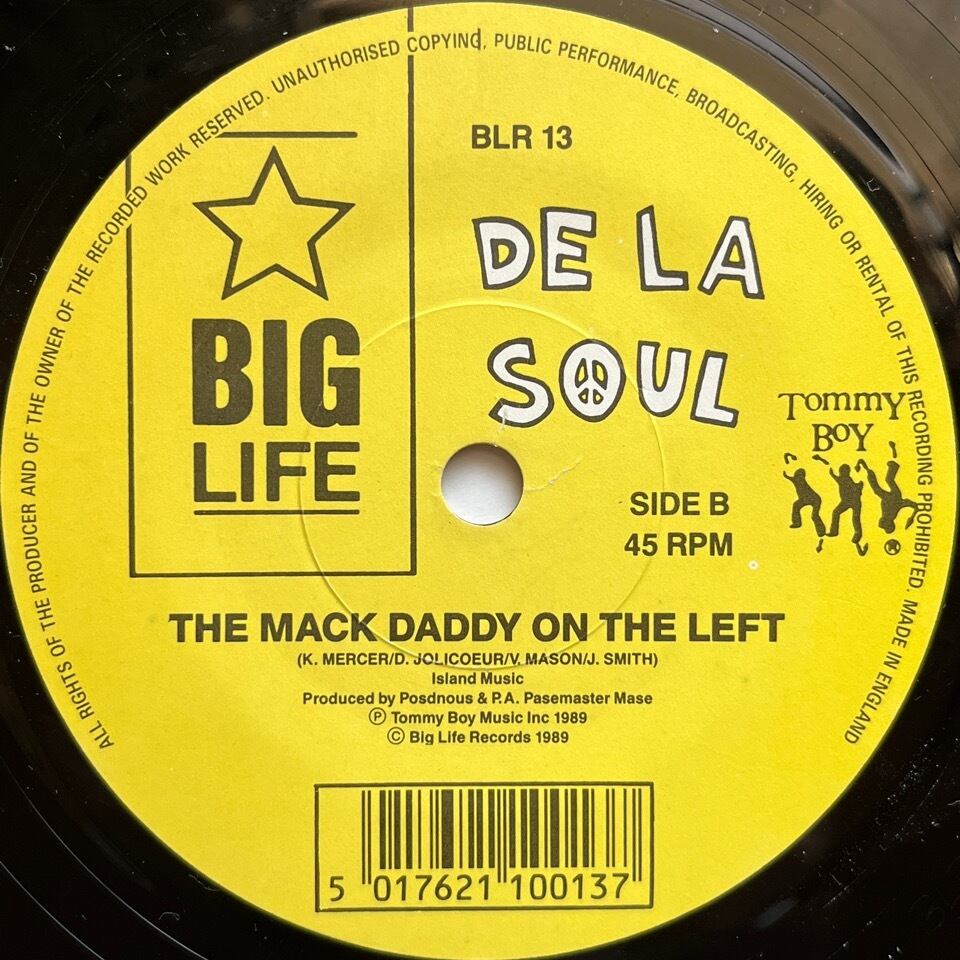 ALL RIGHTS OF THE PRODUCER AND OF THE OWNER OF THE RECORDED WORK RESERVED. UNAUTHORISED COPYING, PUBLIC PERFORMANCE, BROADCASTING, HIRING OR RENTAL OF THIS RECORDING PROHIBITED. MADE IN ENGLAND
BIG
LIFE
BLR 13
DE LA
SOUL
TOMMY
BOY
®
SIDE B
45 RPM
THE MACK DADDY ON THE LEFT
(K. MERCER/D. JOLICOEUR/V. MASON/J. SMITH)
Island Music
Produced by Posdnous & P.A. Pasemaster Mase
℗ Tommy Boy Music Inc 1989
© Big Life Records 1989
5 017621 100137